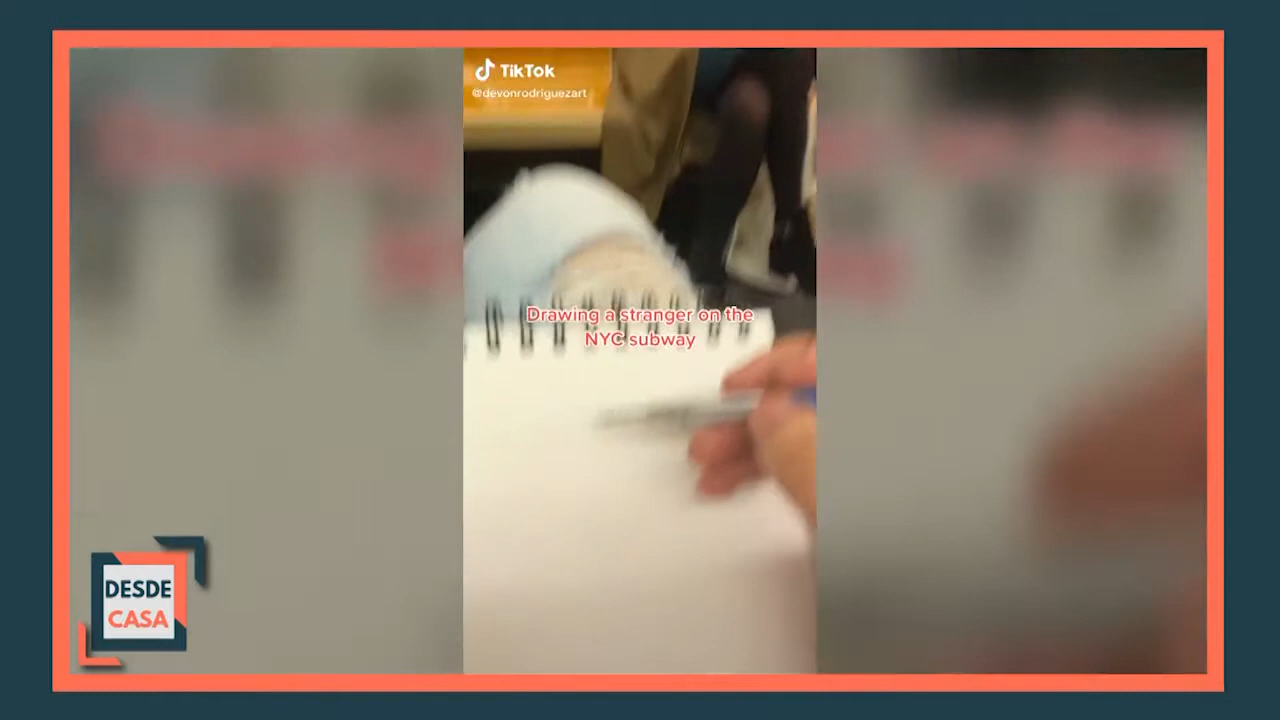 TikTok
@devonrodriguezart
Drawing a stranger on the
NYC subway
DESDE
CASA